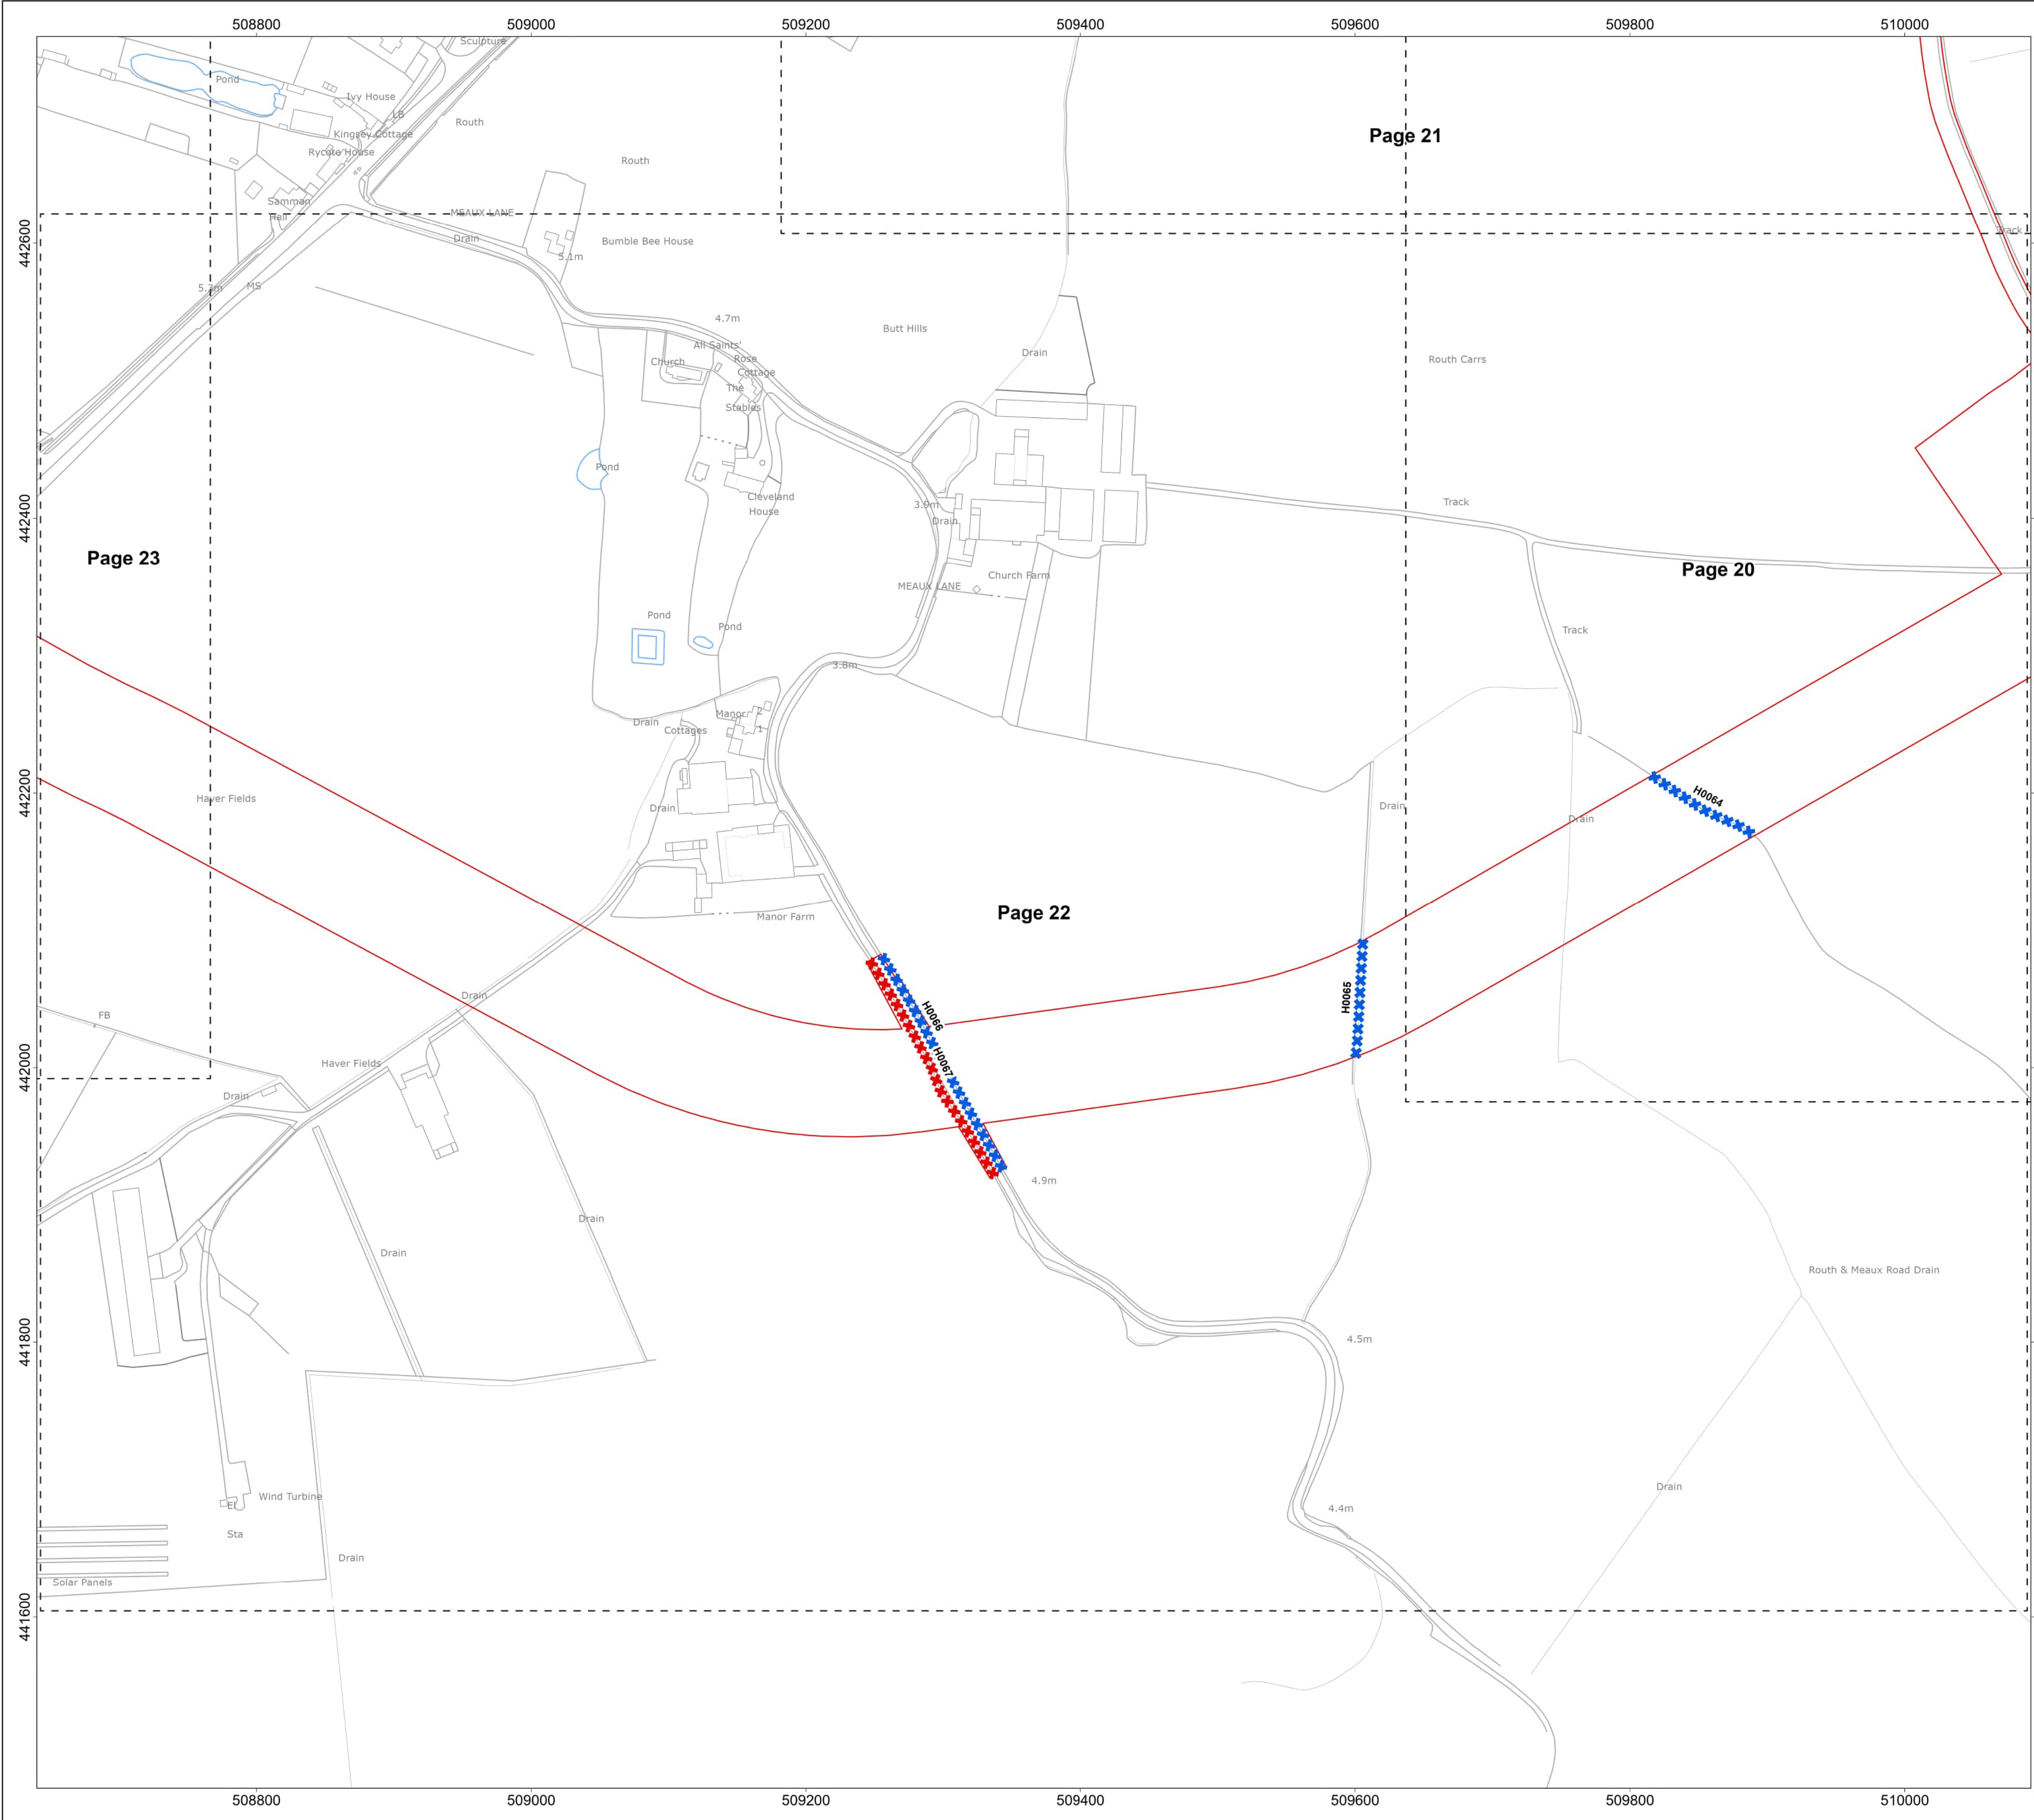 508800 509000 509200 509400 509600 509800 510000
Sculpture
Pond
Ivy House
LB
Routh
Kingsey Cottage
Page 21
Rycote House
Routh
Samman
Hall
MEAUX LANE
Track
Drain
Bumble Bee House
442600
5.1m
5.3m
MS
4.7m
Butt Hills
All Saints'
Church
Rose
Cottage
Drain
Routh Carrs
The
Stables
Pond
Cleveland
House
3.9m
Drain
Track
442400
Page 23
Page 20
Church Farm
MEAUX LANE
Pond
Pond
Track
3.8m
Manor
2
Drain
Cottages
1
442200
Haver Fields
Drain
Drain
H0064
Drain
Page 22
Manor Farm
Drain
H0065
FB
H0066
Haver Fields
H0067
442000
Drain
4.9m
Drain
Drain
Routh & Meaux Road Drain
441800
4.5m
Drain
Wind Turbine
El
4.4m
Sta
Drain
Solar Panels
441600
508800 509000 509200 509400 509600 509800 510000